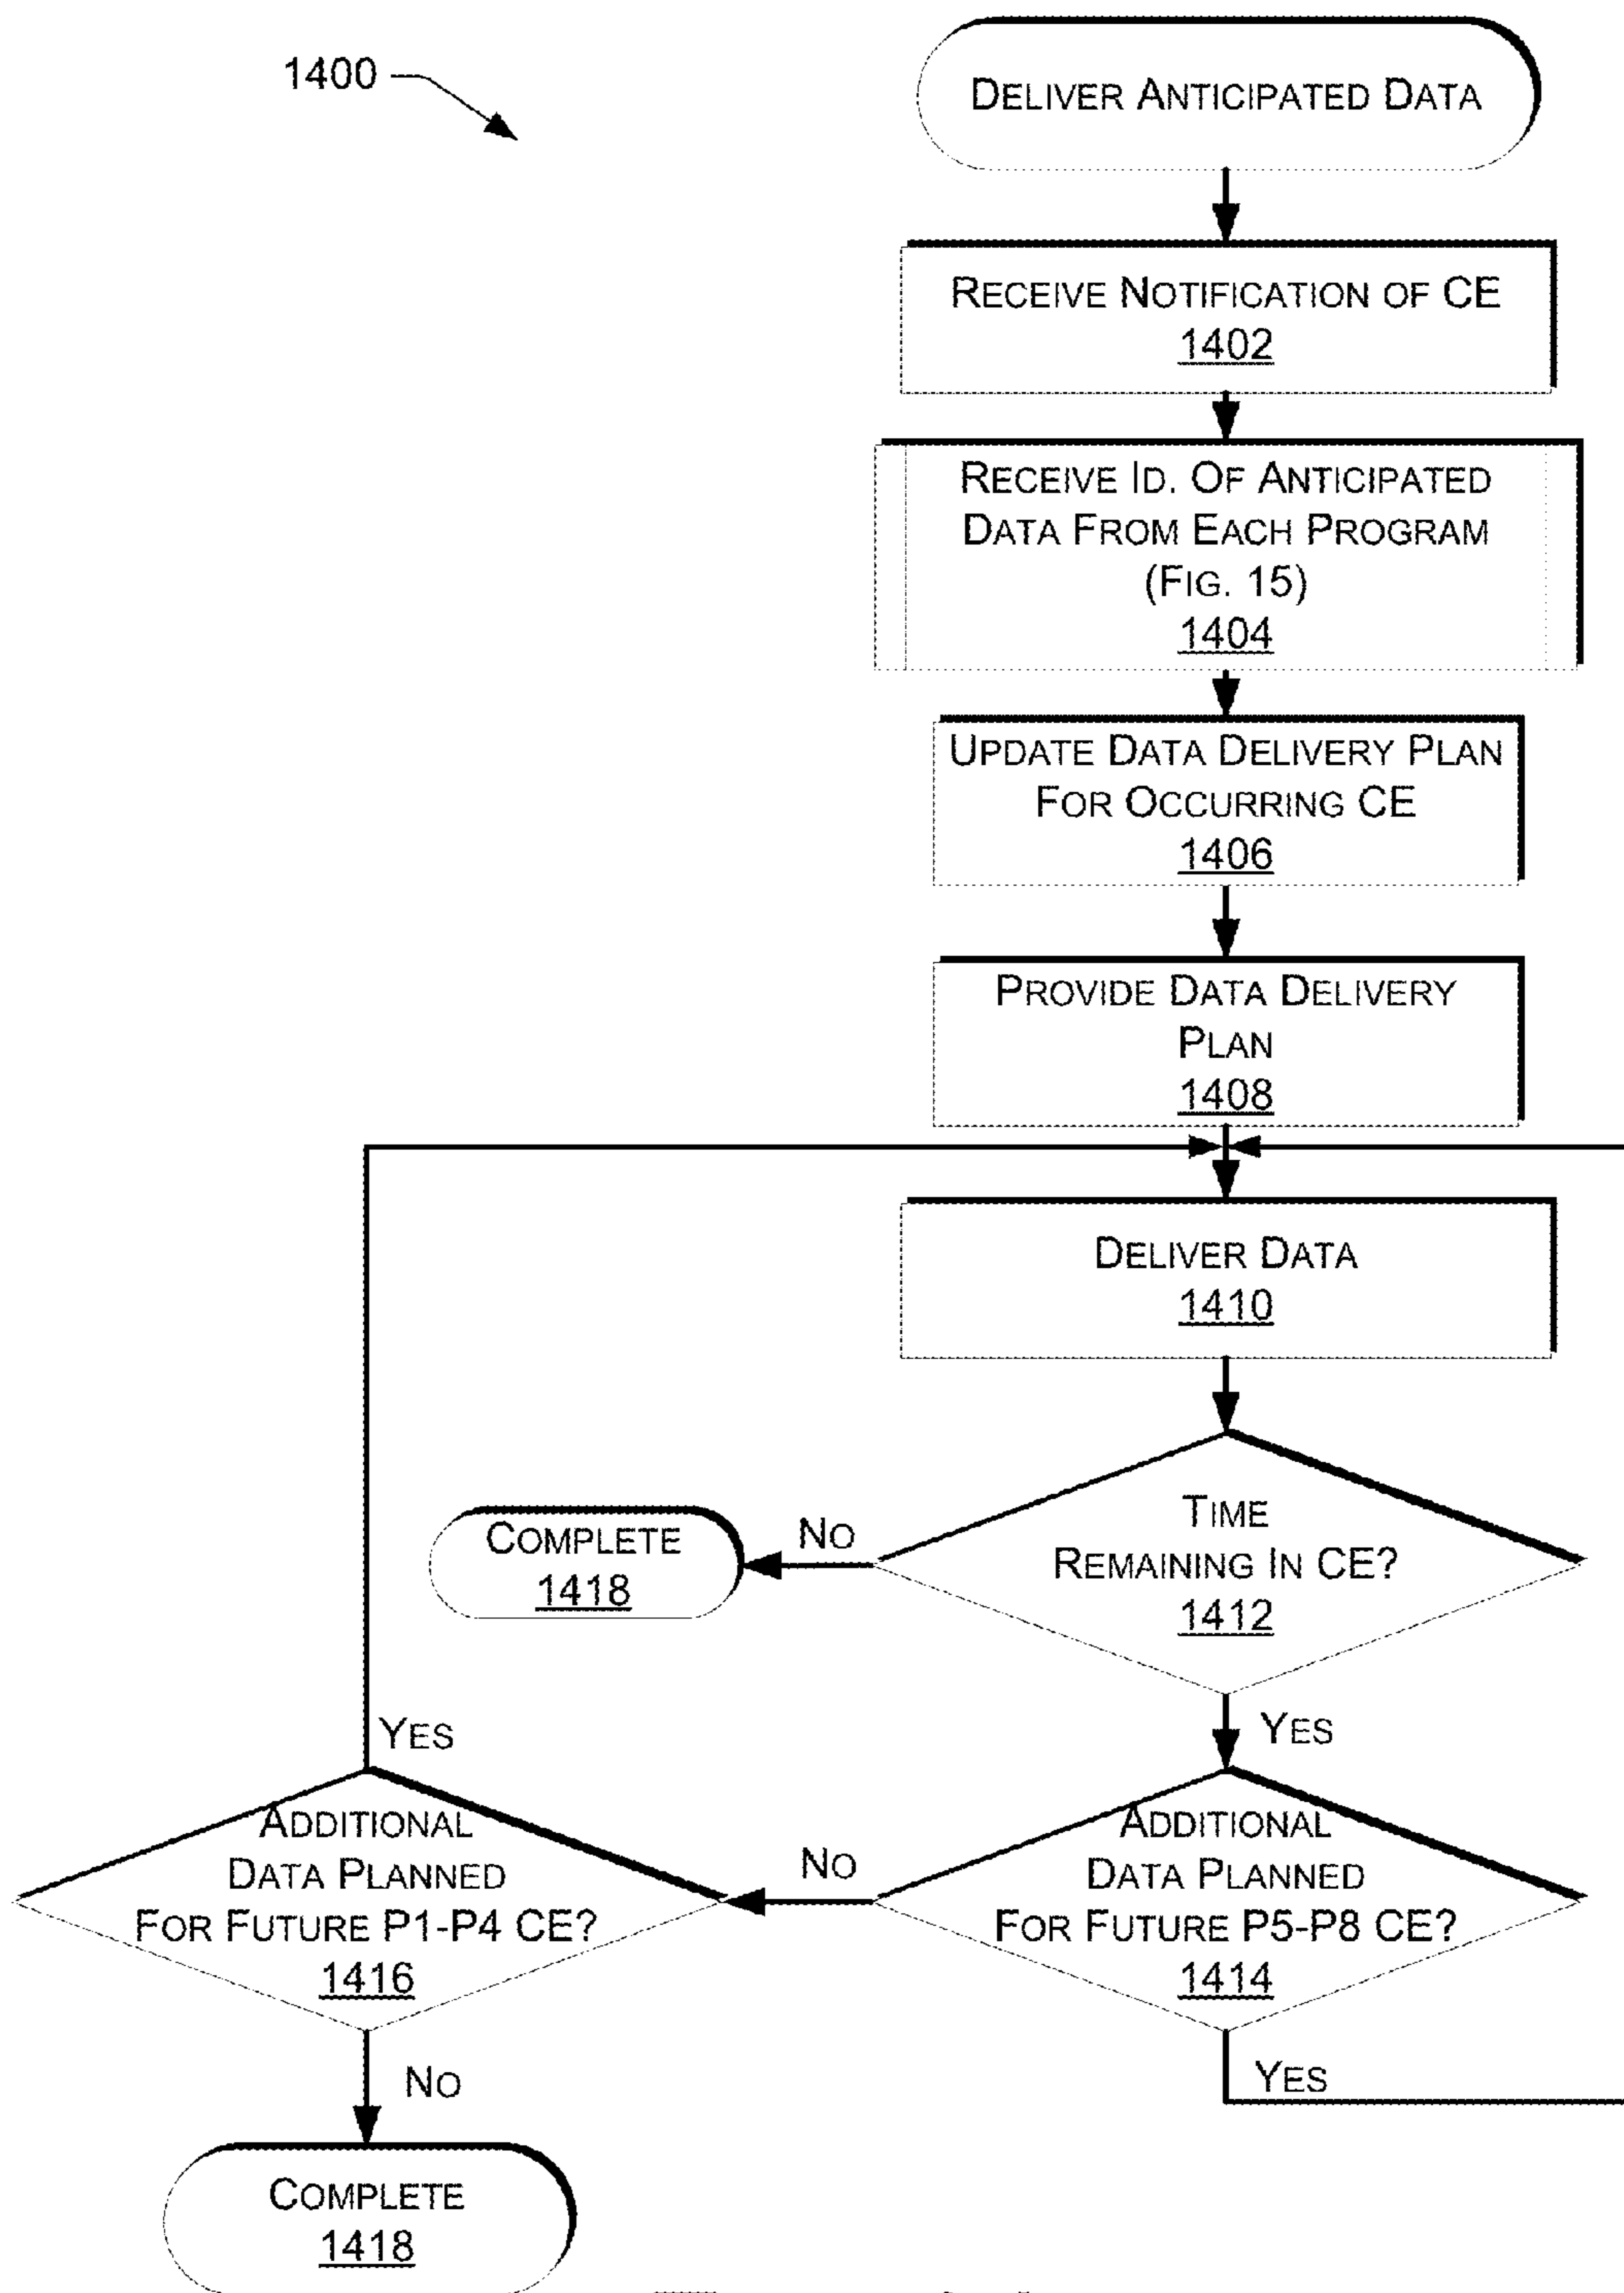 1400
DELIVER ANTICIPATED DATA
RECEIVE NOTIFICATION OF CE
1402
RECEIVE ID. OF ANTICIPATED
DATA FROM EACH PROGRAM
(FIG. 15)
1404
UPDATE DATA DELIVERY PLAN
FOR OCCURRING CE
1406
PROVIDE DATA DELIVERY
PLAN
1408
DELIVER DATA
1410
TIME
REMAINING IN CE?
1412
NO
COMPLETE
1418
YES
ADDITIONAL
DATA PLANNED
FOR FUTURE P5-P8 CE?
1414
YES
NO
ADDITIONAL
DATA PLANNED
FOR FUTURE P1-P4 CE?
1416
YES
NO
COMPLETE
1418